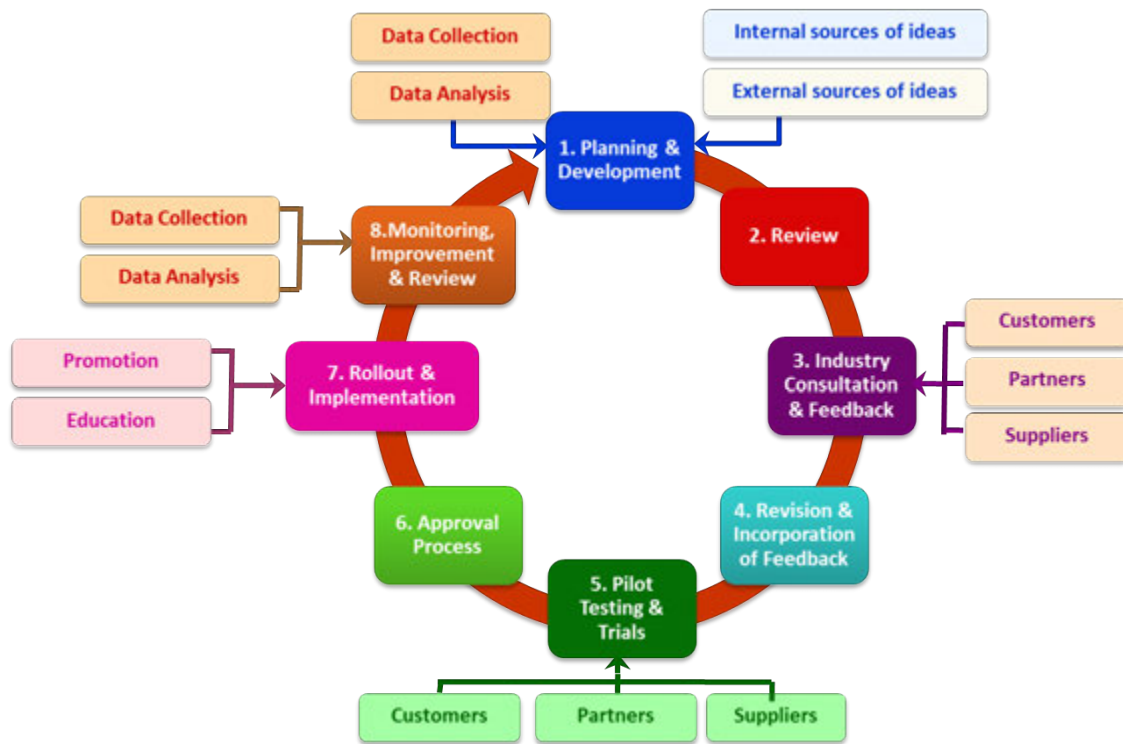 Data Collection
Data Analysis
Internal sources of ideas
External sources of ideas
1. Planning &
Development
2. Review
3. Industry
Consultation
& Feedback
Customers
Partners
Suppliers
4. Revision &
Incorporation
of Feedback
5. Pilot
Testing &
Trials
Customers
Partners
Suppliers
6. Approval
Process
7. Rollout &
Implementation
Promotion
Education
8.Monitoring,
Improvement
& Review
Data Collection
Data Analysis